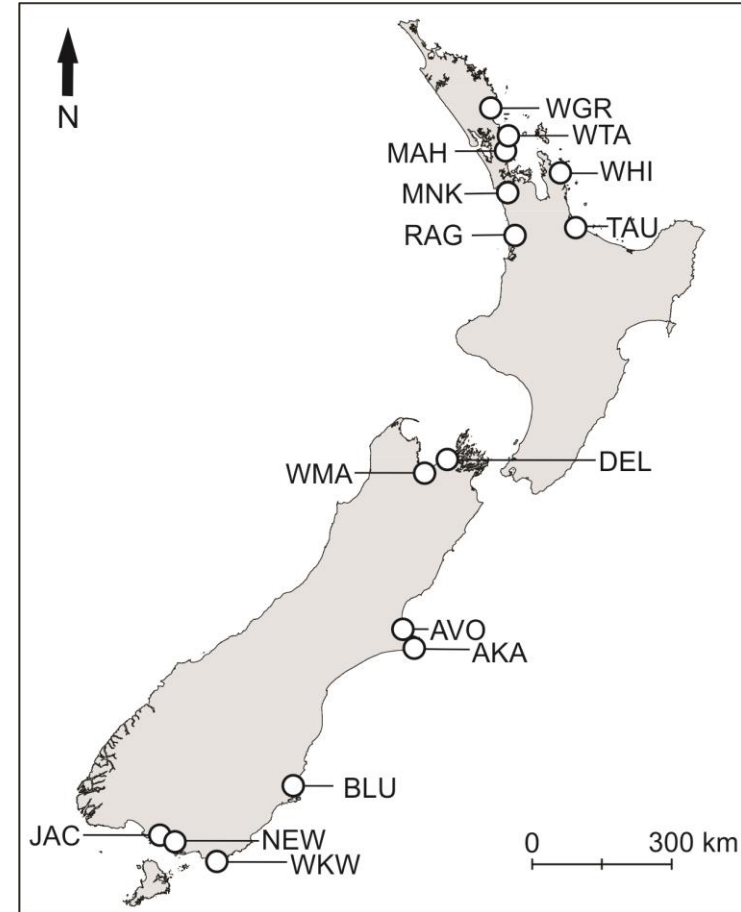 N
WGR
WTA
MAH
WHI
MNK
TAU
RAG
DEL
WMA
AVO
AKA
BLU
JAC
NEW
WKW
0 300 km